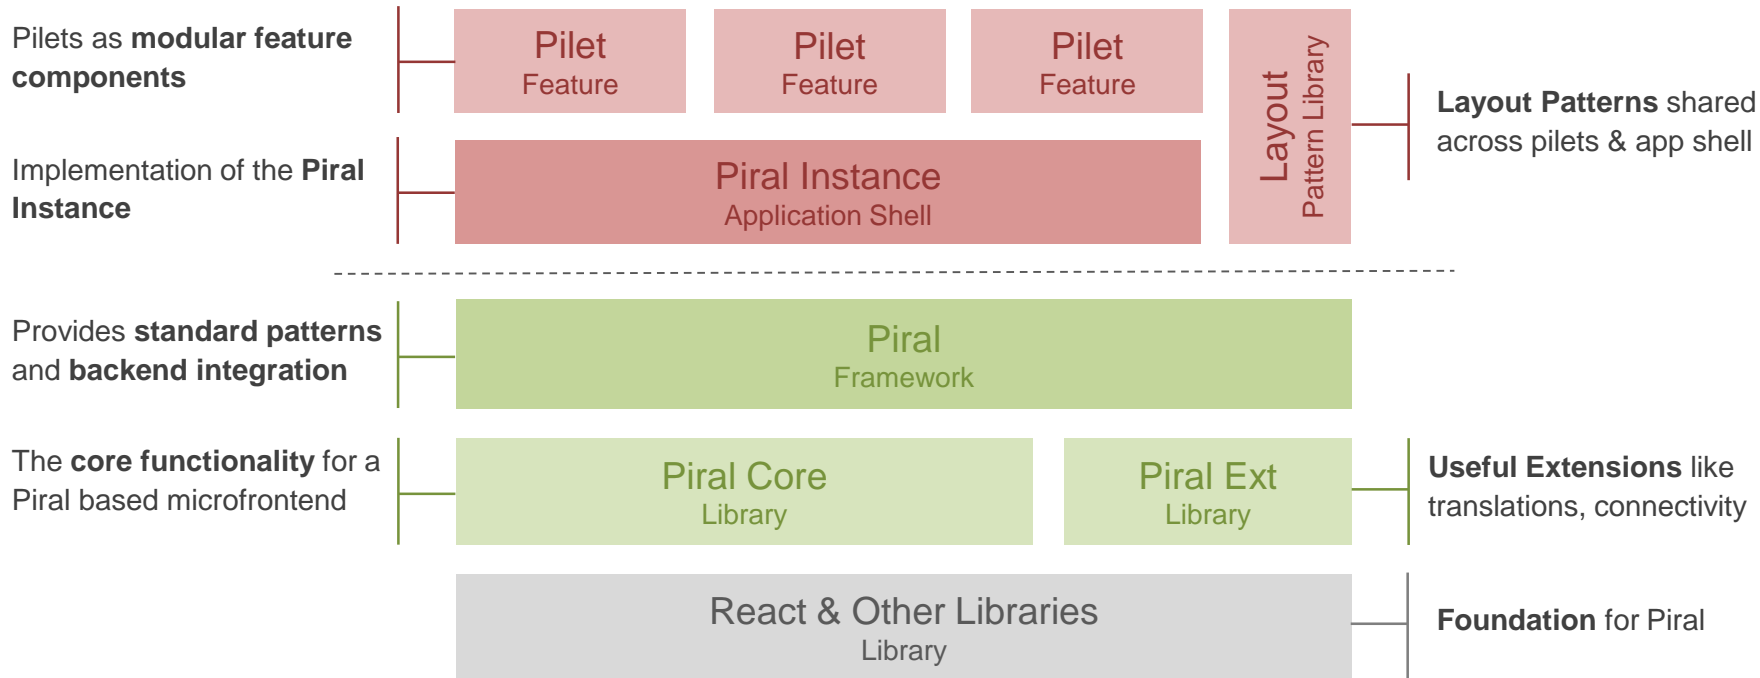 Pilets as modular feature
components
Pilet
Feature
Pilet
Feature
Pilet
Feature
Layout
Pattern Library
Layout Patterns shared
across pilets & app shell
Implementation of the Piral
Instance
Piral Instance
Application Shell
Provides standard patterns
and backend integration
Piral
Framework
The core functionality for a
Piral based microfrontend
Piral Core
Library
Piral Ext
Library
Useful Extensions like
translations, connectivity
React & Other Libraries
Library
Foundation for Piral